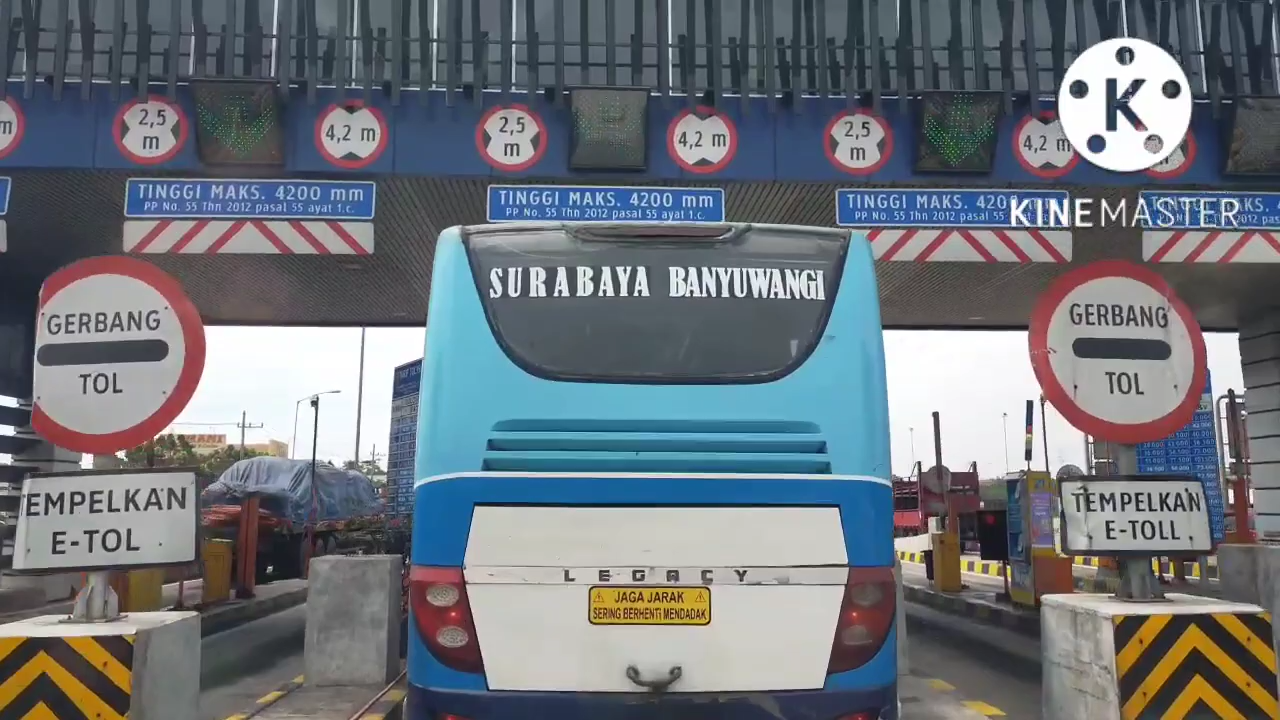 m
2,5
m
4,2 m
2,5
m
4,2 m
2,5
m
4,2 m
K
KINEMASTER
TINGGI MAKS. 4200 mm
PP No. 55 Thn 2012 pasal 55 ayat 1.c.
TINGGI MAKS. 4200 mm
PP No. 55 Thn 2012 pasal 55 ayat 1.c.
TINGGI MAKS.
PP No. 55 Thn 2012 pasal 55
SURABAYA BANYUWANGI
GERBANG
TOL
GERBANG
TOL
TEMPELKAN
E-TOL
TEMPELKAN
E-TOLL
LEGACY
JAGA JARAK
SERING BERHENTI MENDADAK